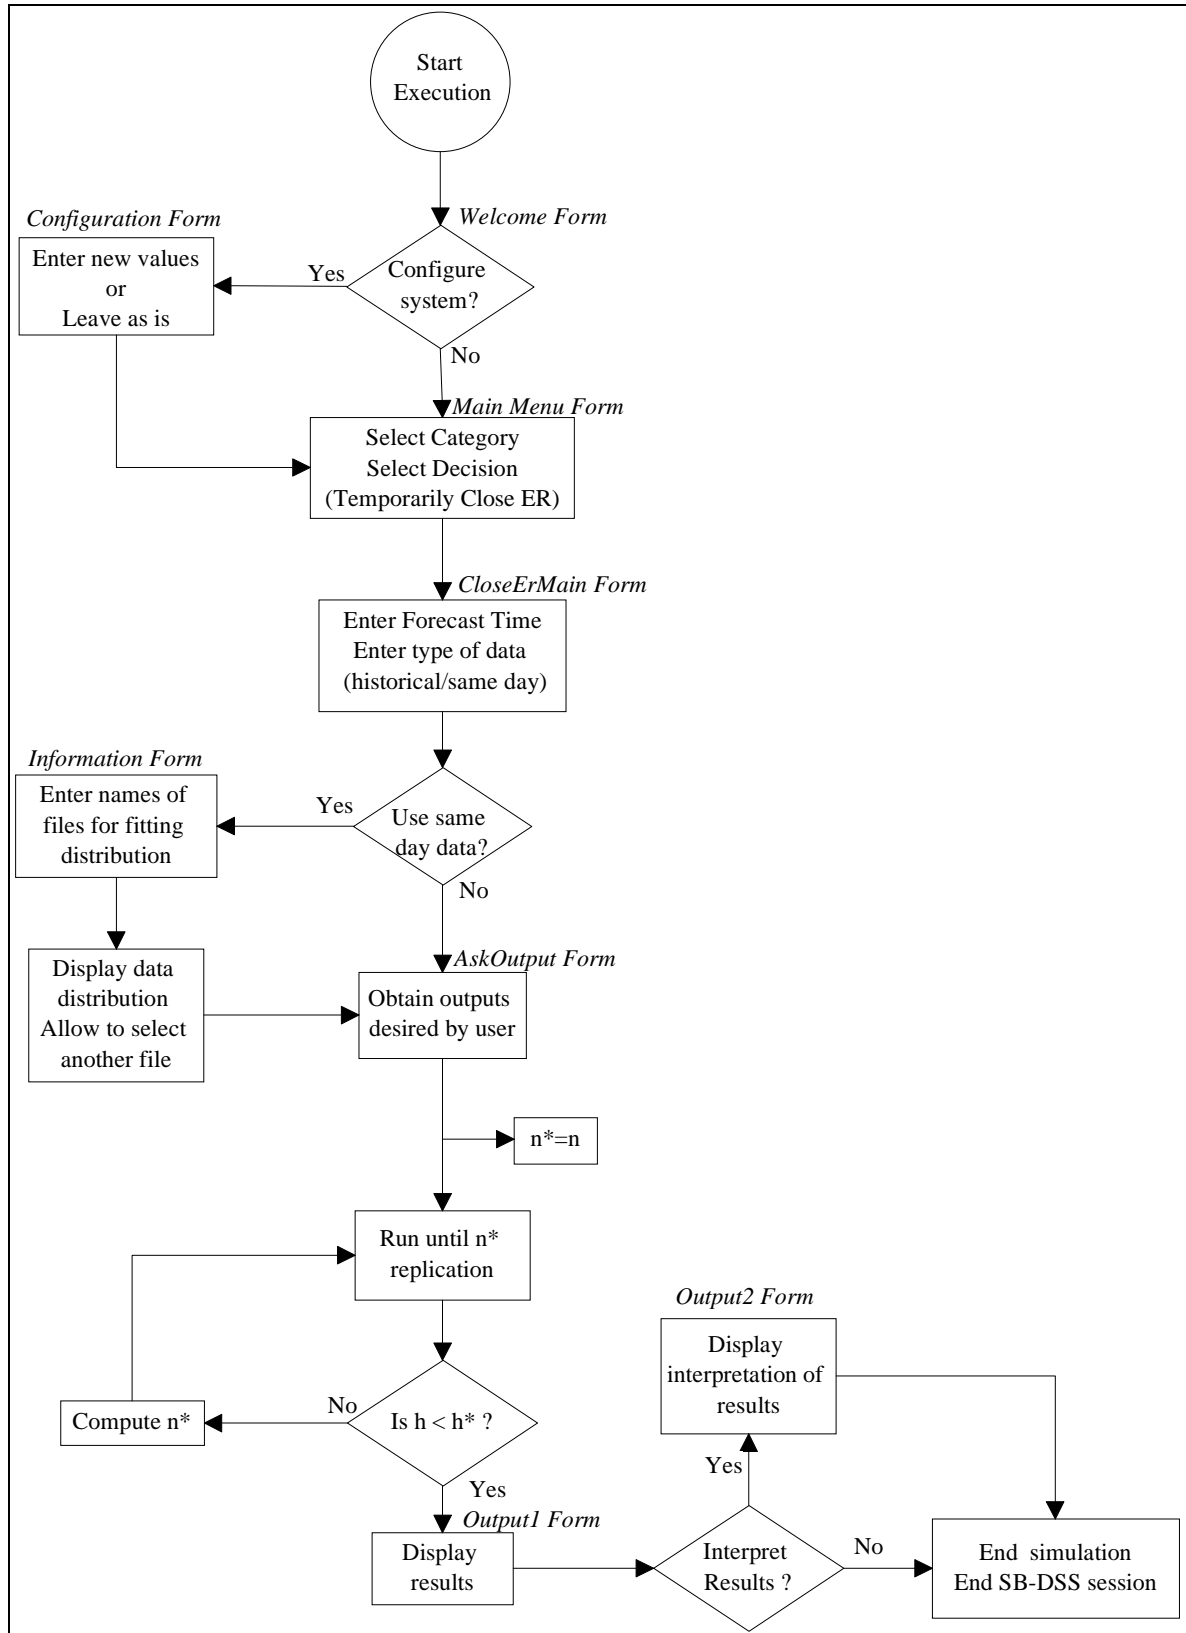 Start
Execution
Configuration Form
Welcome Form
Enter new values
or
Leave as is
Yes
Configure
system?
No
Main Menu Form
Select Category
Select Decision
(Temporarily Close ER)
CloseErMain Form
Enter Forecast Time
Enter type of data
(historical/same day)
Information Form
Enter names of
files for fitting
distribution
Yes
Use same
day data?
No
AskOutput Form
Display data
distribution
Allow to select
another file
Obtain outputs
desired by user
n*=n
Run until n*
replication
Output2 Form
Display
interpretation of
results
Compute n*
No
Is h < h* ?
Yes
Yes
Output1 Form
Display
results
Interpret
Results ?
No
End simulation
End SB-DSS session